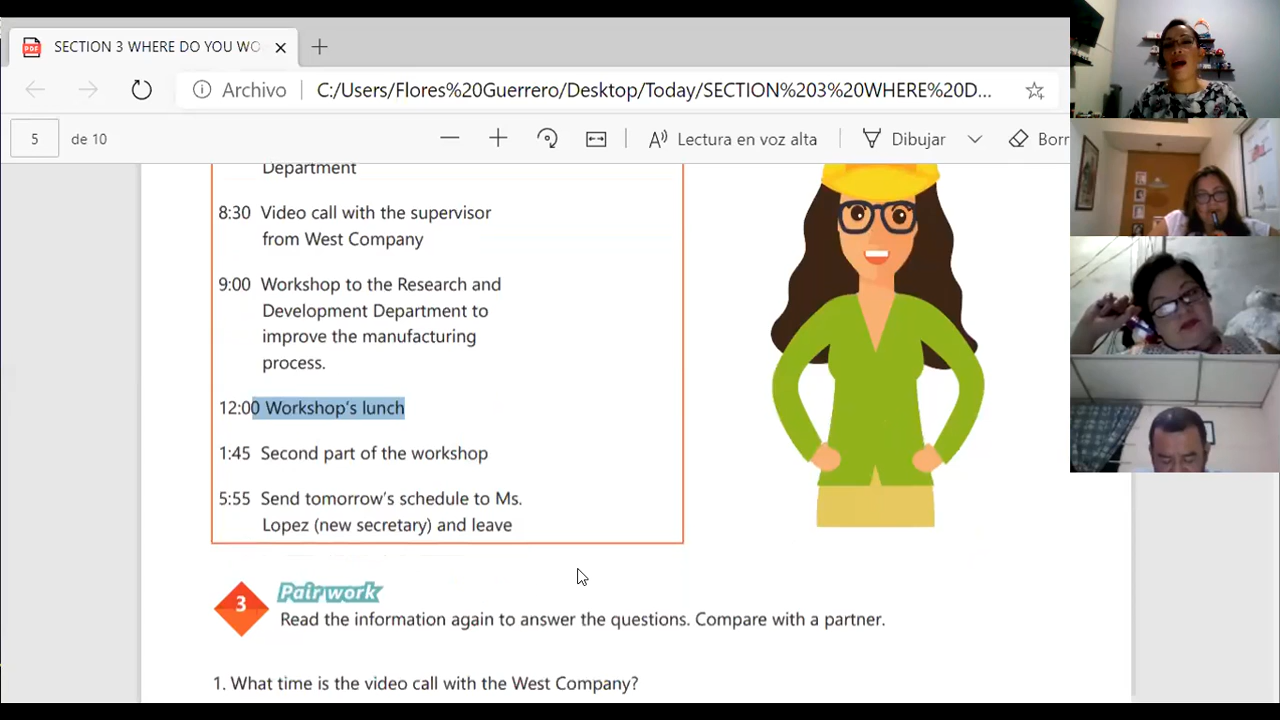 SECTION 3 WHERE DO YOU WO
Archivo C:/Users/Flores%20Guerrero/Desktop/Today/SECTION%203%20WHERE%20D...
5 de 10 Lectura en voz alta Dibujar Borr
Department
8:30 Video call with the supervisor
from West Company
9:00 Workshop to the Research and
Development Department to
improve the manufacturing
process.
12:00 Workshop's lunch
1:45 Second part of the workshop
5:55 Send tomorrow's schedule to Ms.
Lopez (new secretary) and leave
3 Pair work
Read the information again to answer the questions. Compare with a partner.
1. What time is the video call with the West Company?